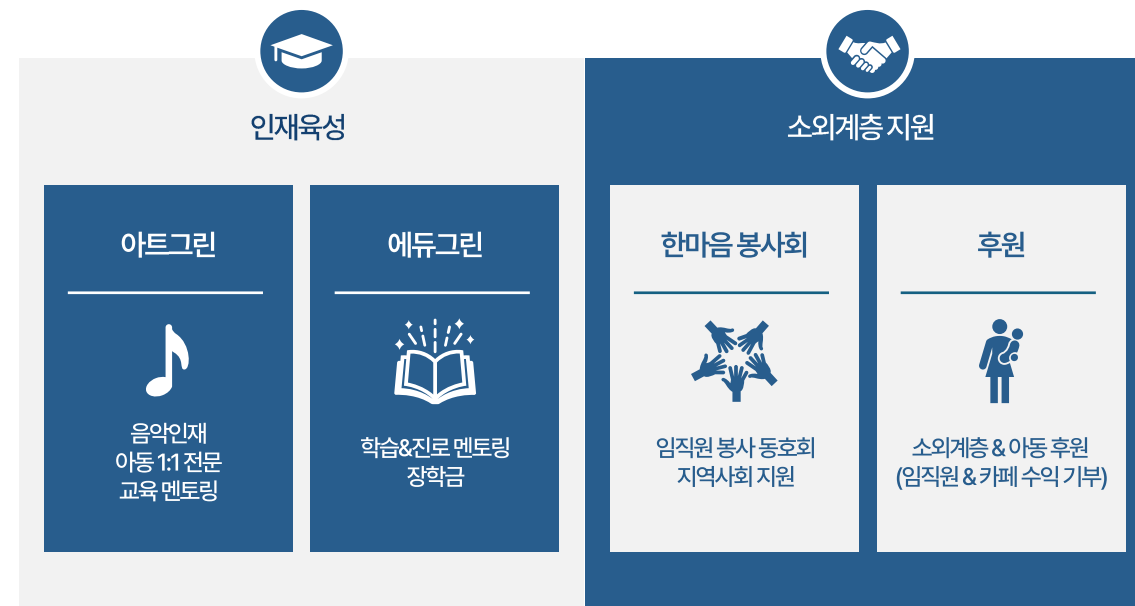 인재육성
아트그린
음악인재
아동 1:1 전문
교육 멘토링
에듀그린
학습&진로 멘토링
장학금
소외계층 지원
한마음 봉사회
임직원 봉사 동호회
지역사회 지원
후원
소외계층 & 아동 후원
(임직원 & 카페 수익 기부)